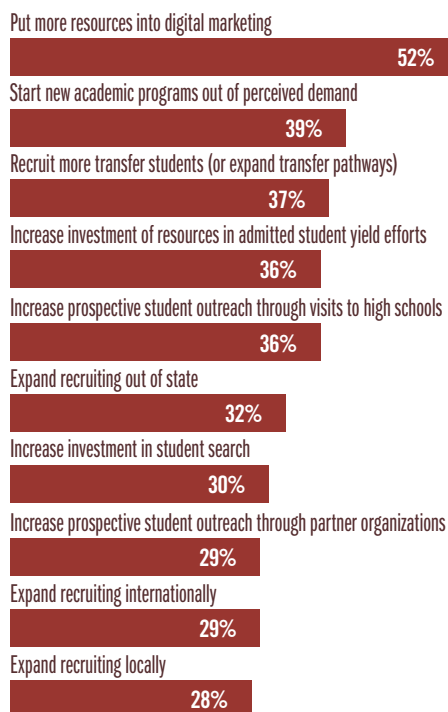 Put more resources into digital marketing
52%
Start new academic programs out of perceived demand
39%
Recruit more transfer students (or expand transfer pathways)
37%
Increase investment of resources in admitted student yield efforts
36%
Increase prospective student outreach through visits to high schools
36%
Expand recruiting out of state
32%
Increase investment in student search
30%
Increase prospective student outreach through partner organizations
29%
Expand recruiting internationally
29%
Expand recruiting locally
28%